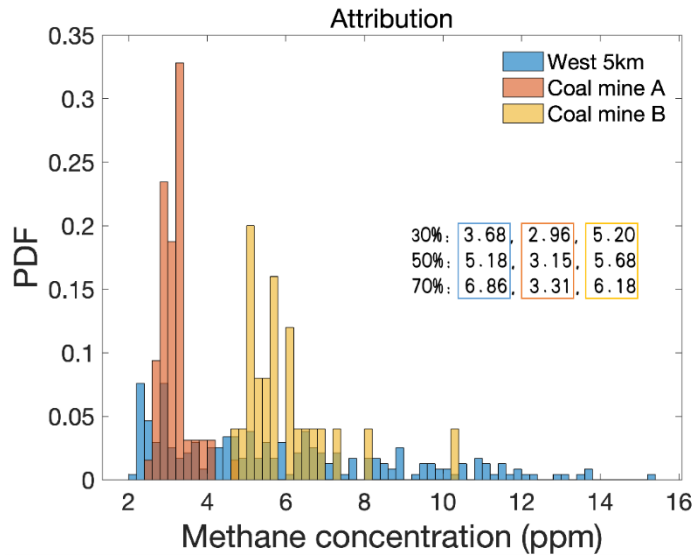 Attribution
0.35
0.3
0.25
0.2
0.15
0.1
0.05
0
PDF
West 5km
Coal mine A
Coal mine B
30%: 3.68, 2.96, 5.20
50%: 5.18, 3.15, 5.68
70%: 6.86, 3.31, 6.18
2 4 6 8 10 12 14 16
Methane concentration (ppm)